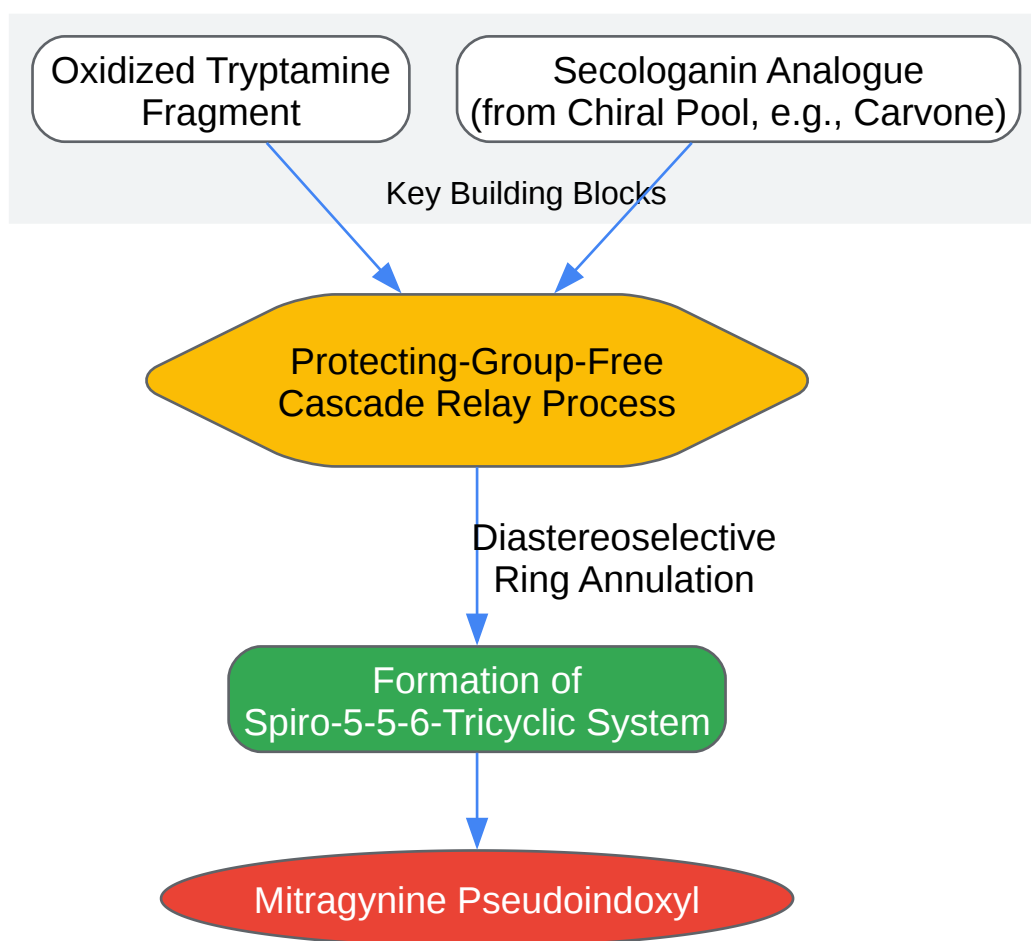 Oxidized Tryptamine
Fragment
Secologanin Analogue
(from Chiral Pool, e.g., Carvone)
Key Building Blocks
Protecting-Group-Free
Cascade Relay Process
Diastereoselective
Ring Annulation
Formation of
Spiro-5-5-6-Tricyclic System
Mitragynine Pseudoindoxyl